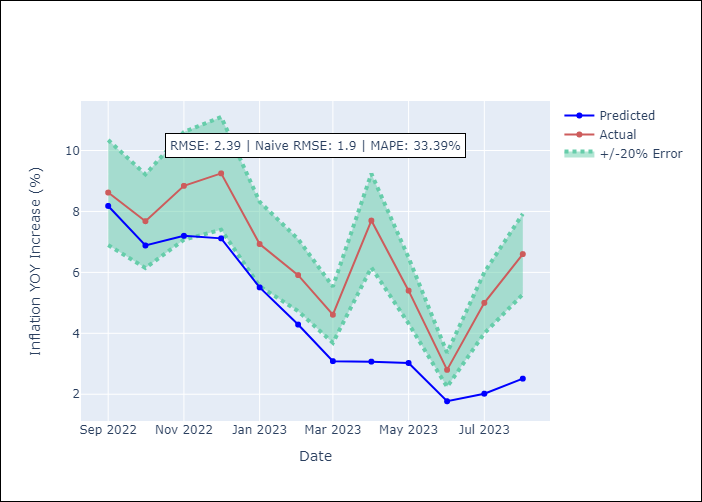 RMSE: 2.39 | Naive RMSE: 1.9 | MAPE: 33.39%
Predicted
Actual
+/-20% Error
Inflation YOY Increase (%)
10
8
6
4
2
Sep 2022
Nov 2022
Jan 2023
Mar 2023
May 2023
Jul 2023
Date